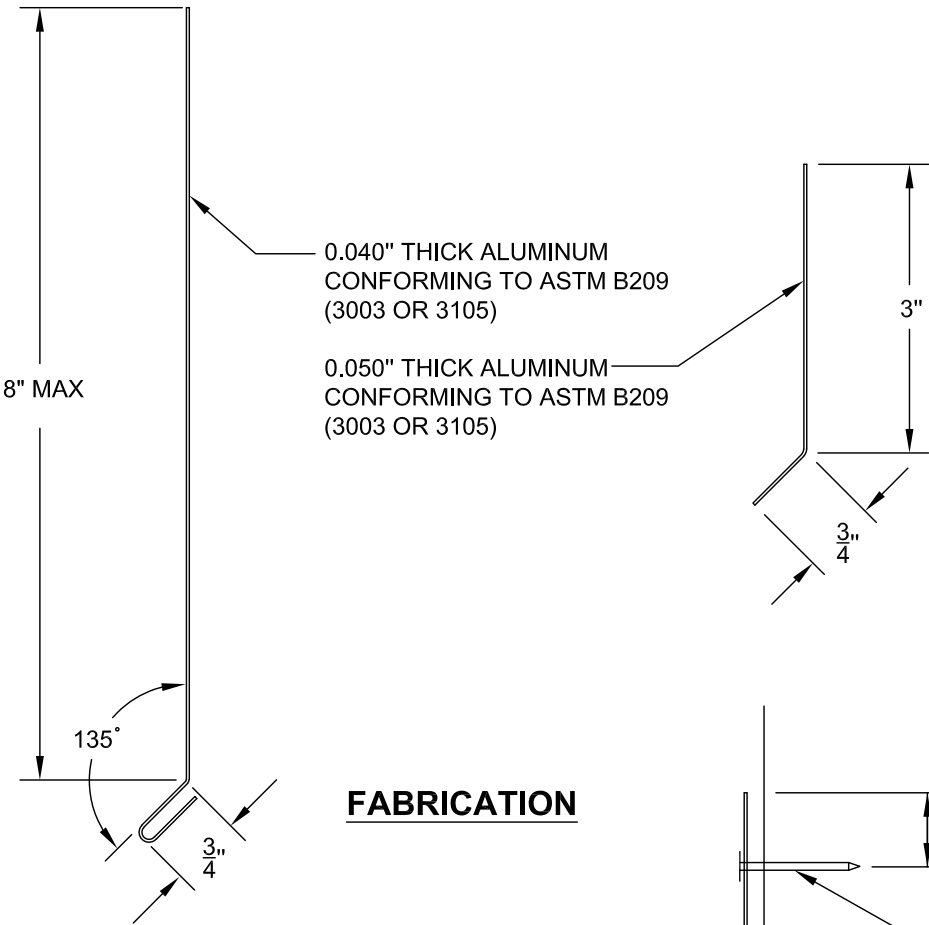 0.040" THICK ALUMINUM
CONFORMING TO ASTM B209
(3003 OR 3105)
3"
0.050" THICK ALUMINUM
CONFORMING TO ASTM B209
(3003 OR 3105)
8" MAX
3/4"
135°
FABRICATION
3/4"